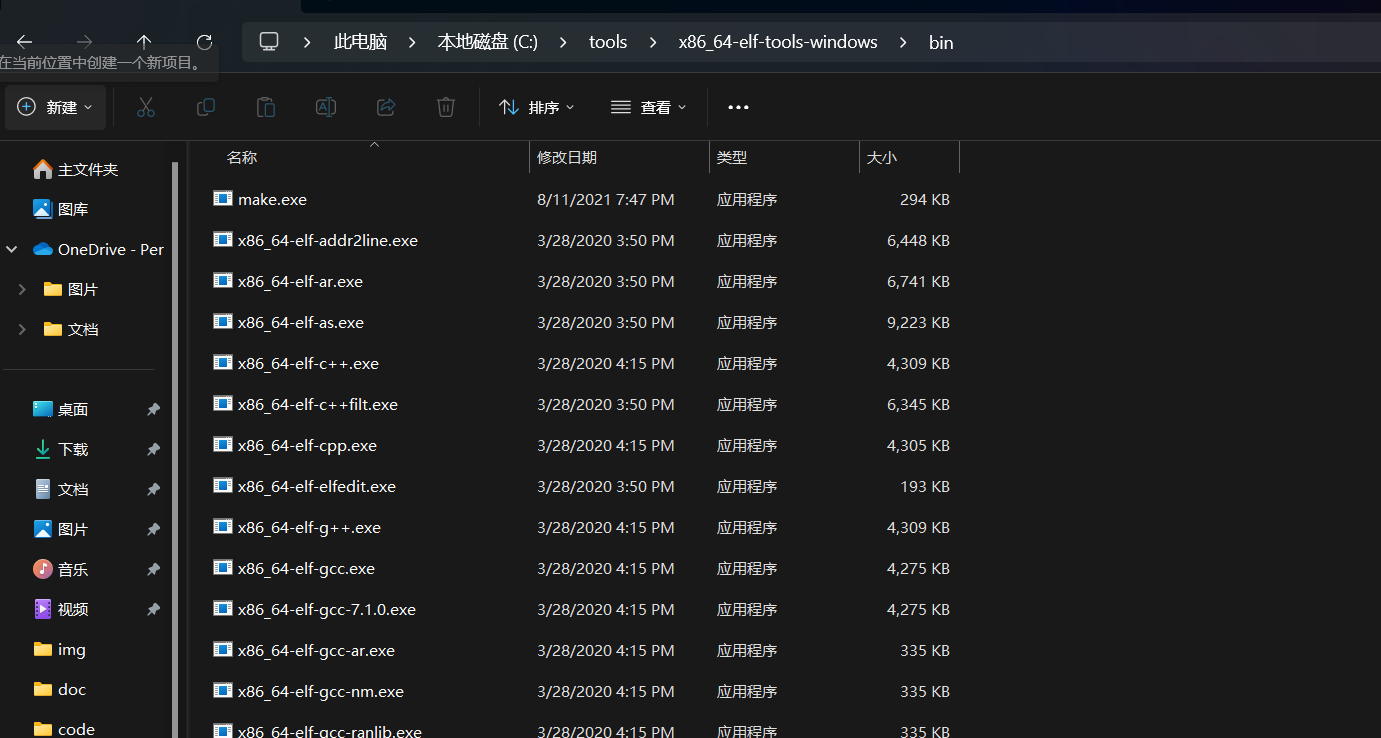 此电脑 本地磁盘 (C:) tools x86_64-elf-tools-windows bin
在当前位置中创建一个新项目。
新建 排序 查看
名称 修改日期 类型 大小
主文件夹
图库
OneDrive - Per
图片
文档
桌面
下载
文档
图片
音乐
视频
img
doc
code
make.exe 8/11/2021 7:47 PM 应用程序 294 KB
x86_64-elf-addr2line.exe 3/28/2020 3:50 PM 应用程序 6,448 KB
x86_64-elf-ar.exe 3/28/2020 3:50 PM 应用程序 6,741 KB
x86_64-elf-as.exe 3/28/2020 3:50 PM 应用程序 9,223 KB
x86_64-elf-c++.exe 3/28/2020 4:15 PM 应用程序 4,309 KB
x86_64-elf-c++filt.exe 3/28/2020 3:50 PM 应用程序 6,345 KB
x86_64-elf-cpp.exe 3/28/2020 4:15 PM 应用程序 4,305 KB
x86_64-elf-elfedit.exe 3/28/2020 3:50 PM 应用程序 193 KB
x86_64-elf-g++.exe 3/28/2020 4:15 PM 应用程序 4,309 KB
x86_64-elf-gcc.exe 3/28/2020 4:15 PM 应用程序 4,275 KB
x86_64-elf-gcc-7.1.0.exe 3/28/2020 4:15 PM 应用程序 4,275 KB
x86_64-elf-gcc-ar.exe 3/28/2020 4:15 PM 应用程序 335 KB
x86_64-elf-gcc-nm.exe 3/28/2020 4:15 PM 应用程序 335 KB
x86_64-elf-gcc-ranlib.exe 3/28/2020 4:15 PM 应用程序 335 KB